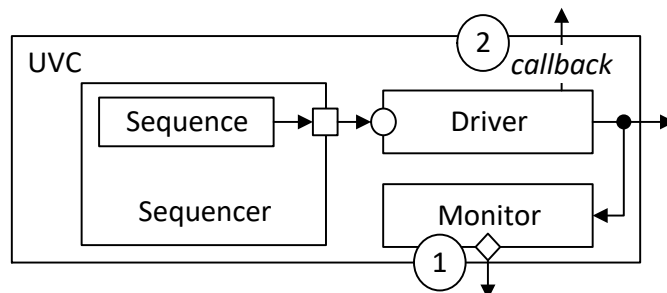 2
UVC
callback
Sequence
Driver
Sequencer
Monitor
1